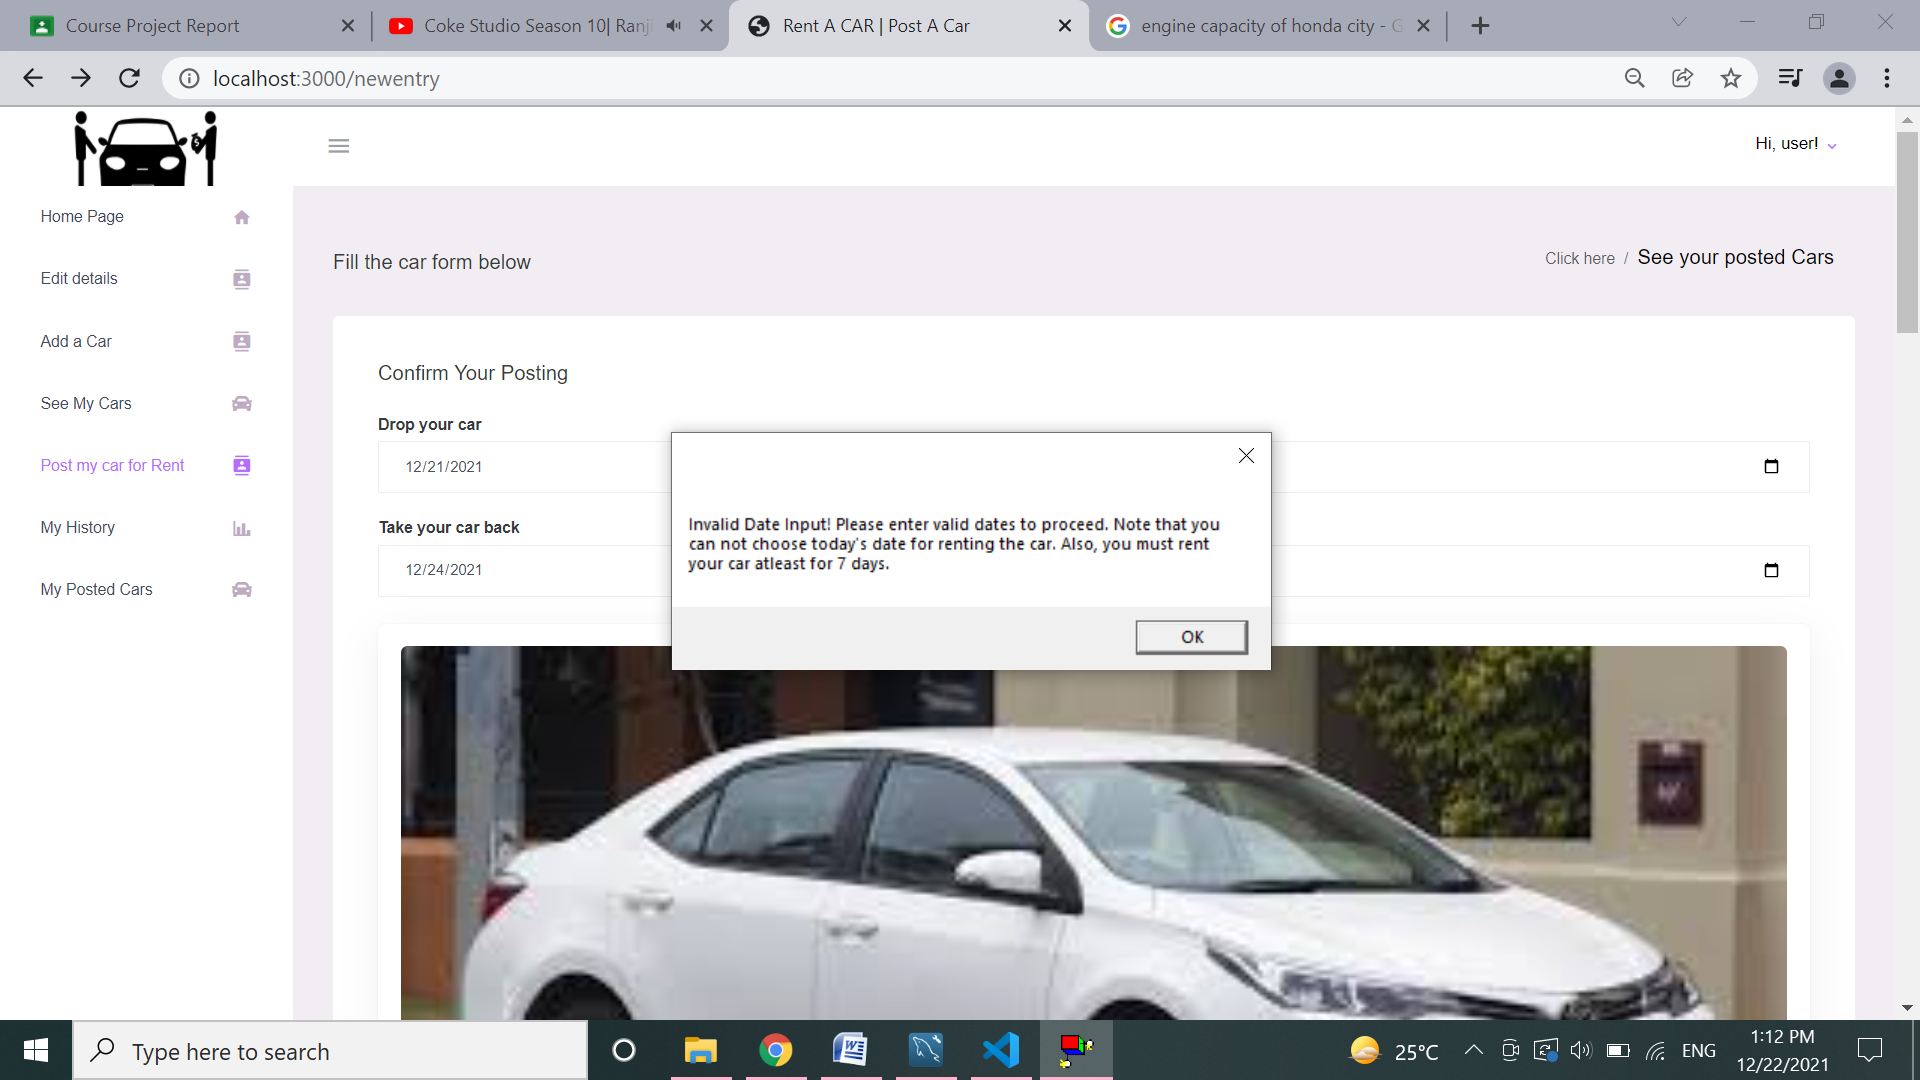 Course Project Report
Coke Studio Season 10| Ranji
Rent A CAR | Post A Car
engine capacity of honda city - G
localhost:3000/newentry
Hi, user!
Home Page
Edit details
Add a Car
See My Cars
Post my car for Rent
My History
My Posted Cars
Fill the car form below
Click here / See your posted Cars
Confirm Your Posting
Drop your car
12/21/2021
Take your car back
12/24/2021
Invalid Date Input! Please enter valid dates to proceed. Note that you
can not choose today's date for renting the car. Also, you must rent
your car atleast for 7 days.
OK
Type here to search
25°C
ENG
1:12 PM
12/22/2021